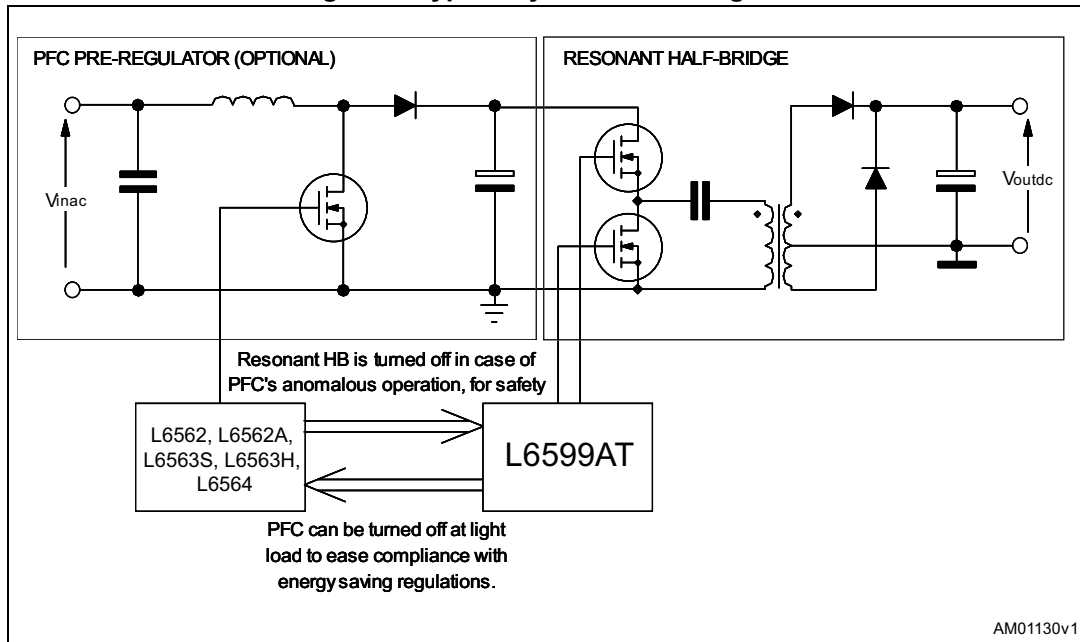 PFC PRE-REGULATOR (OPTIONAL)
RESONANT HALF-BRIDGE
Vinac
Voutdc
Resonant HB is turned off in case of
PFC's anomalous operation, for safety
L6562, L6562A,
L6563S, L6563H,
L6564
L6599AT
PFC can be turned off at light
load to ease compliance with
energy saving regulations.
AM01130v1